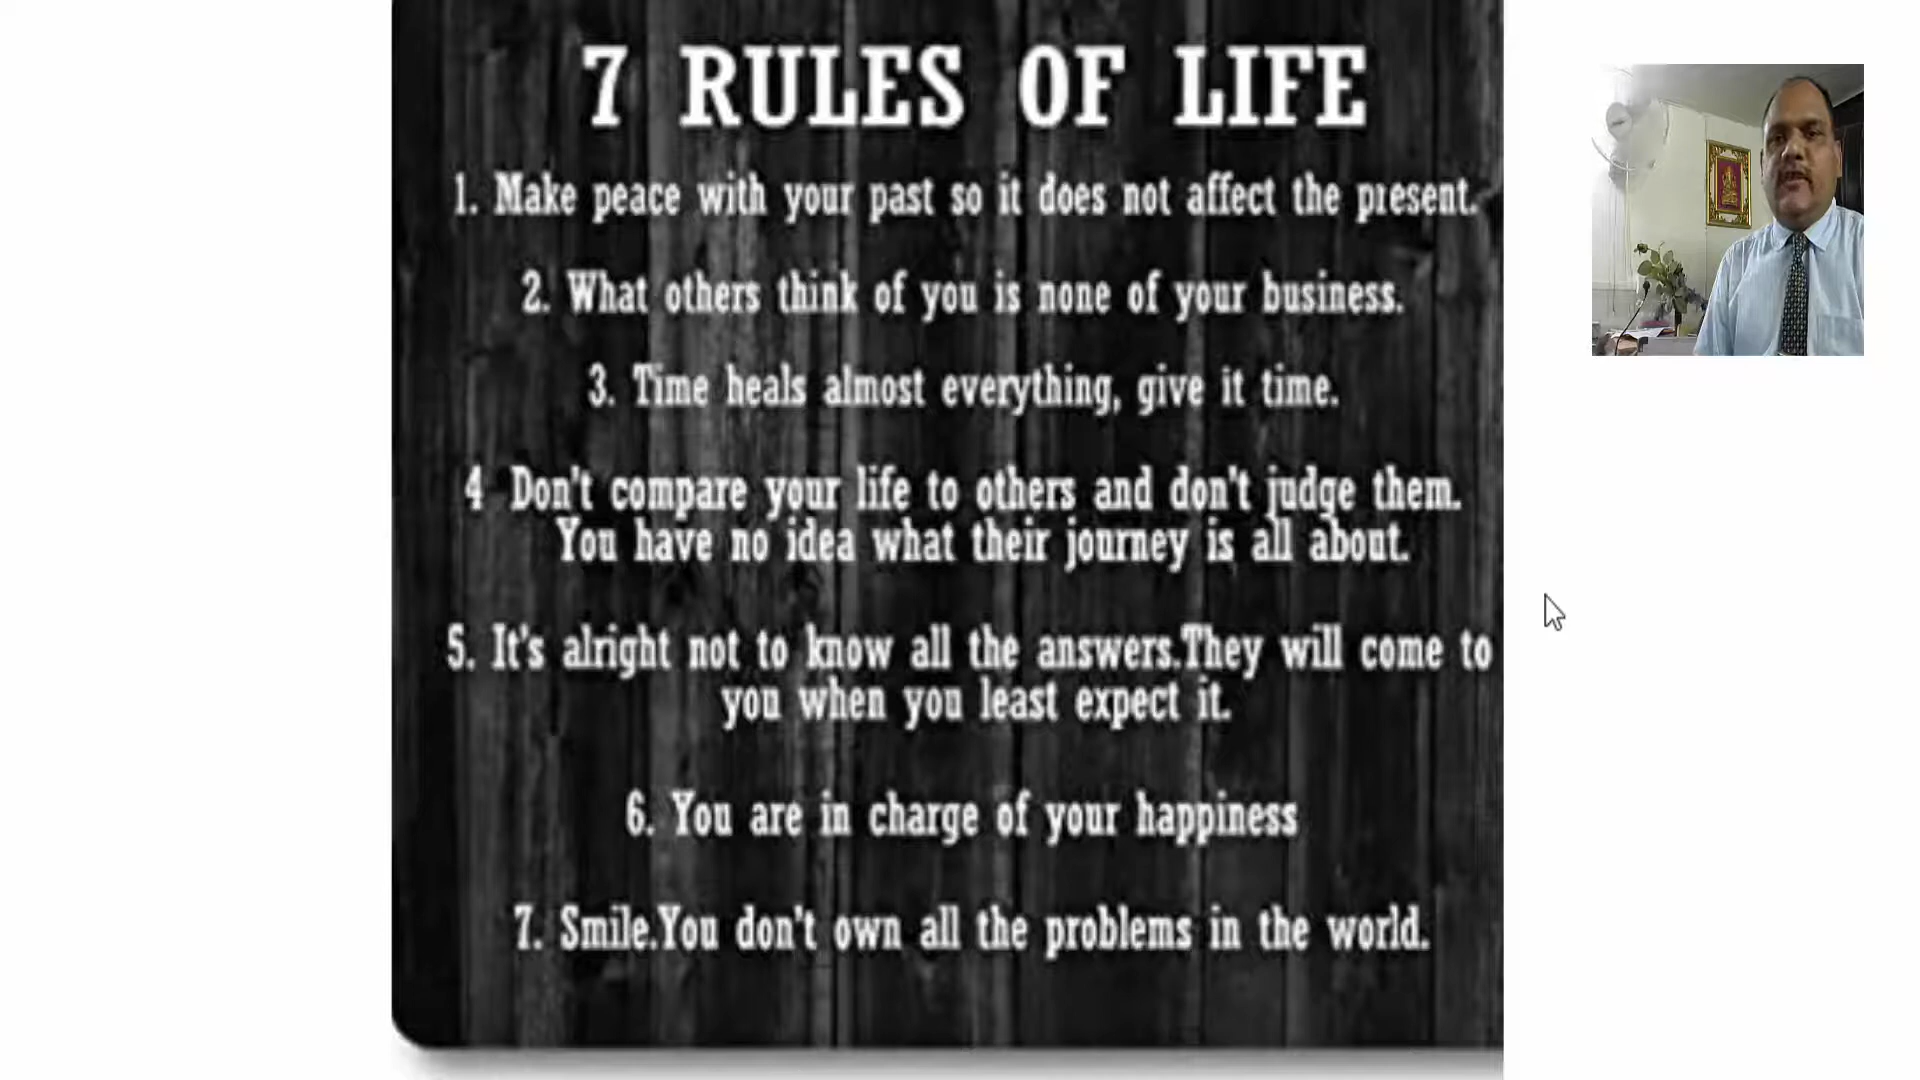 7 RULES OF LIFE
1. Make peace with your past so it does not affect the present.
2. What others think of you is none of your business.
3. Time heals almost everything, give it time.
4 Don't compare your life to others and don't judge them.
You have no idea what their journey is all about.
5. It's alright not to know all the answers.They will come to
you when you least expect it.
6. You are in charge of your happiness
7. Smile.You don't own all the problems in the world.